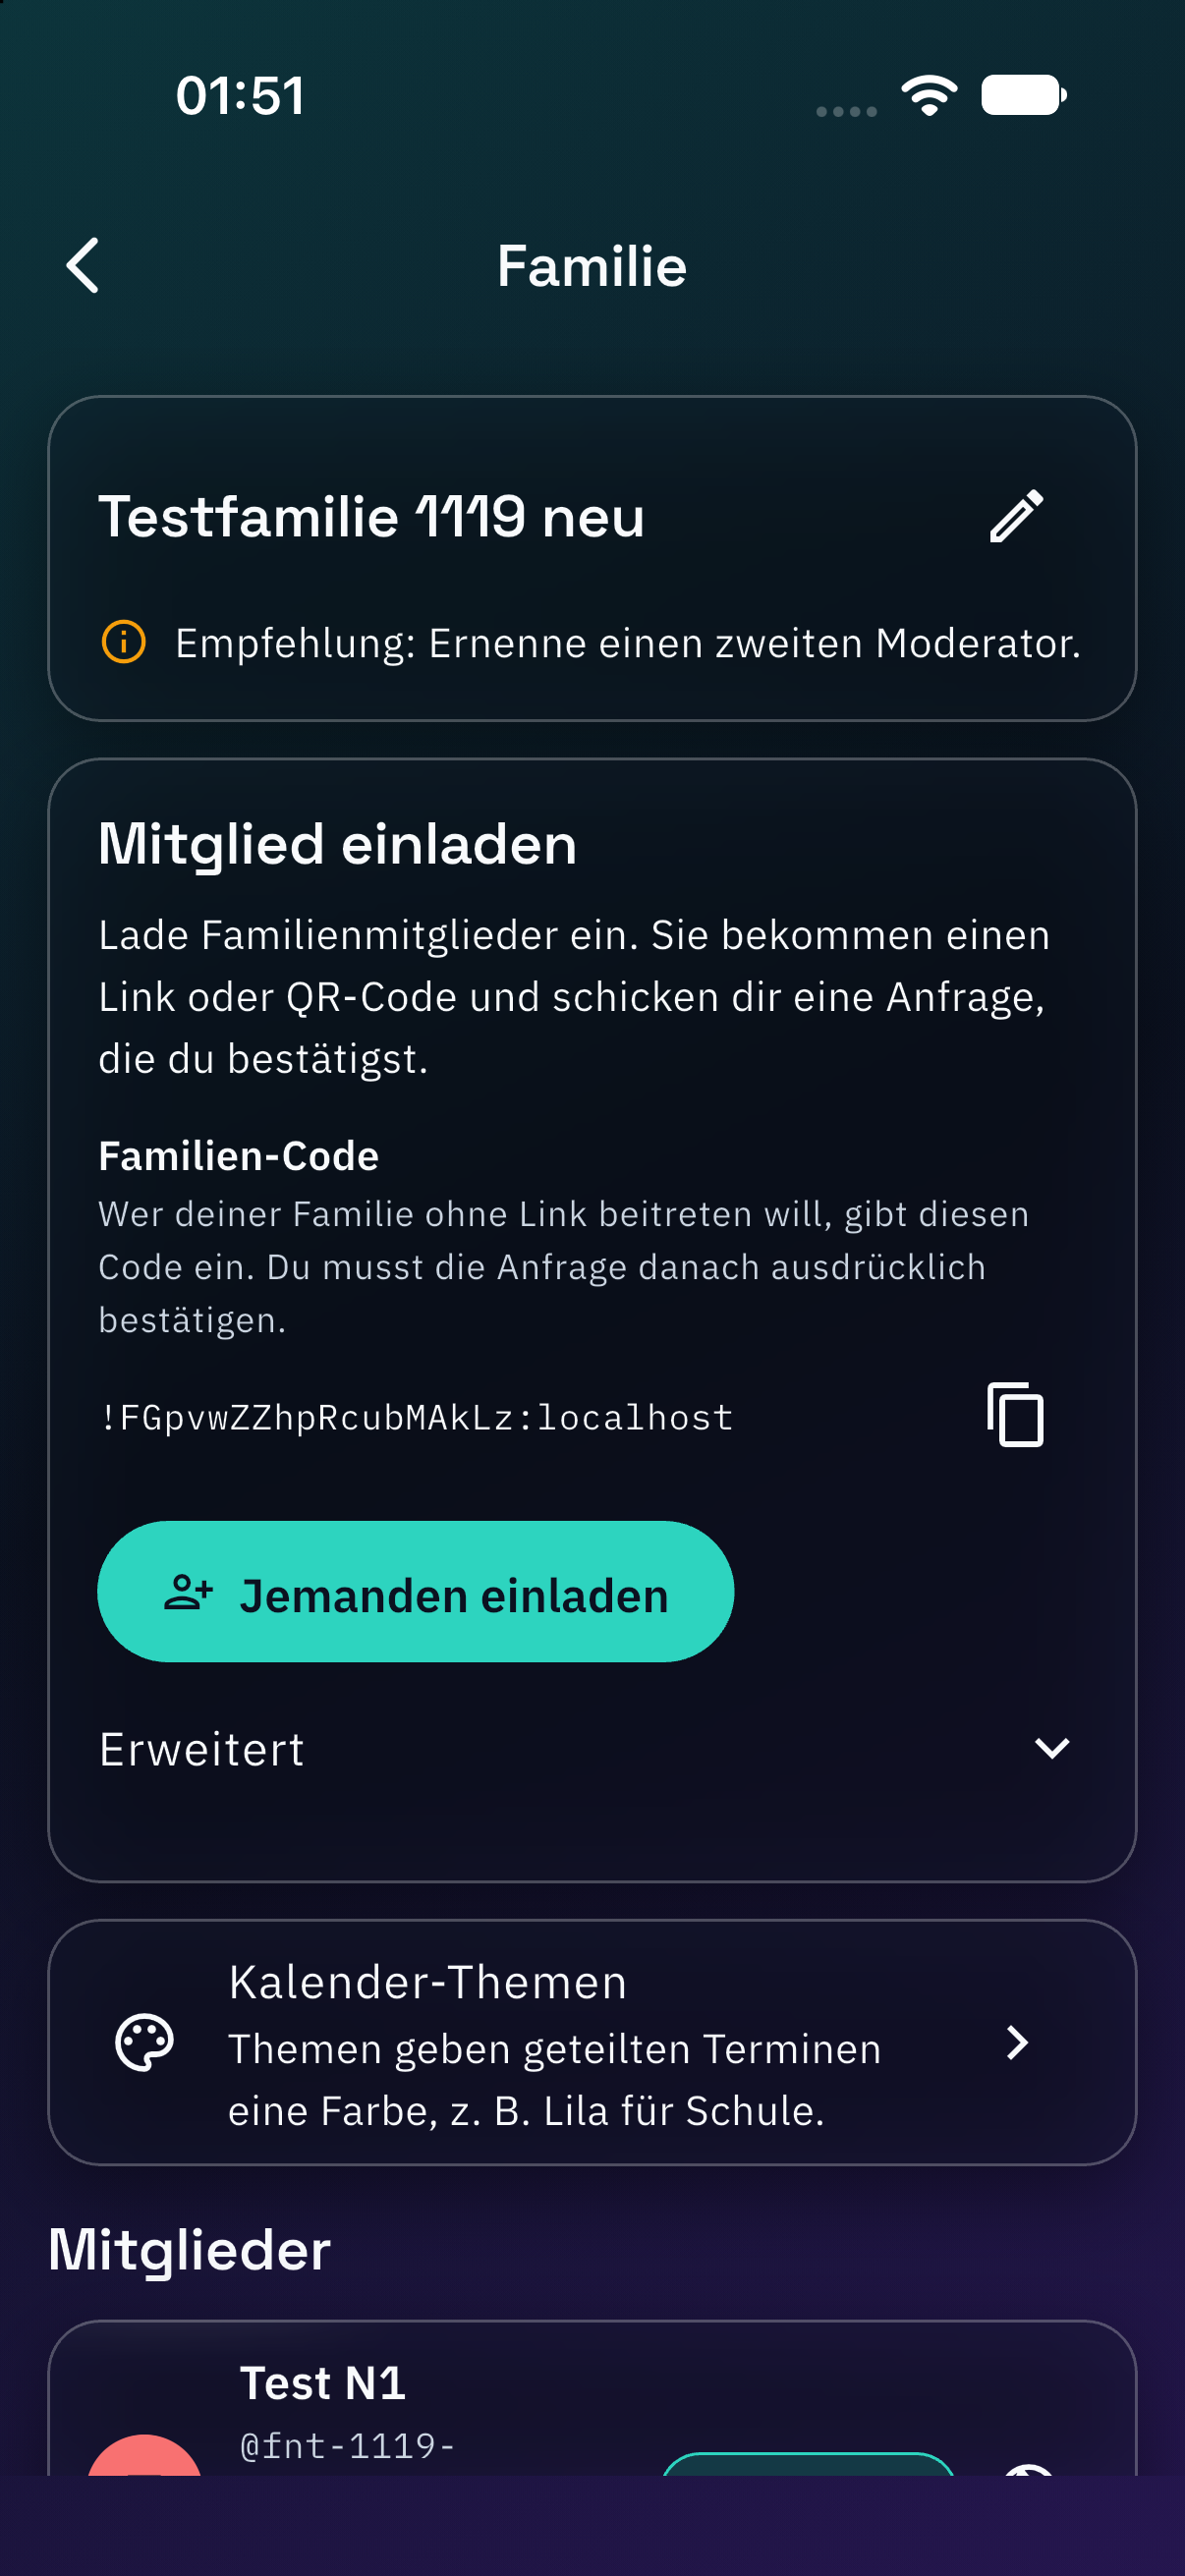 01:51
Familie
Testfamilie 1119 neu
Empfehlung: Ernenne einen zweiten Moderator.
Mitglied einladen
Lade Familienmitglieder ein. Sie bekommen einen
Link oder QR-Code und schicken dir eine Anfrage,
die du bestätigst.
Familien-Code
Wer deiner Familie ohne Link beitreten will, gibt diesen
Code ein. Du musst die Anfrage danach ausdrücklich
bestätigen.
!FGpvwZZhpRcubMAkLz:localhost
Jemanden einladen
Erweitert
Kalender-Themen
Themen geben geteilten Terminen
eine Farbe, z. B. Lila für Schule.
Mitglieder
Test N1
@fnt-1119-